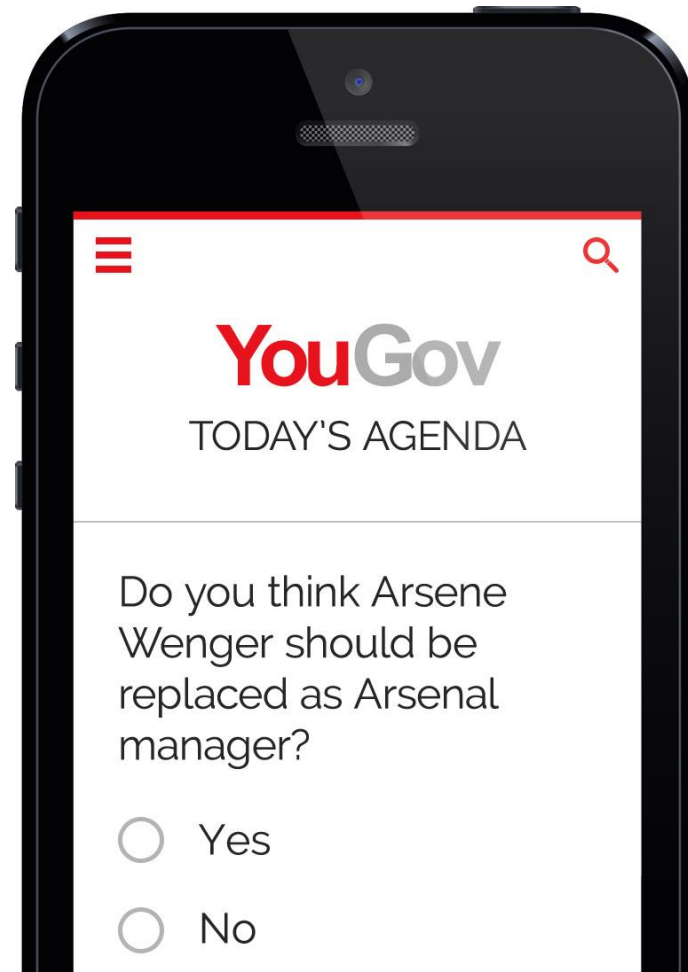 YouGov
TODAY'S AGENDA
Do you think Arsene
Wenger should be
replaced as Arsenal
manager?
Yes
No